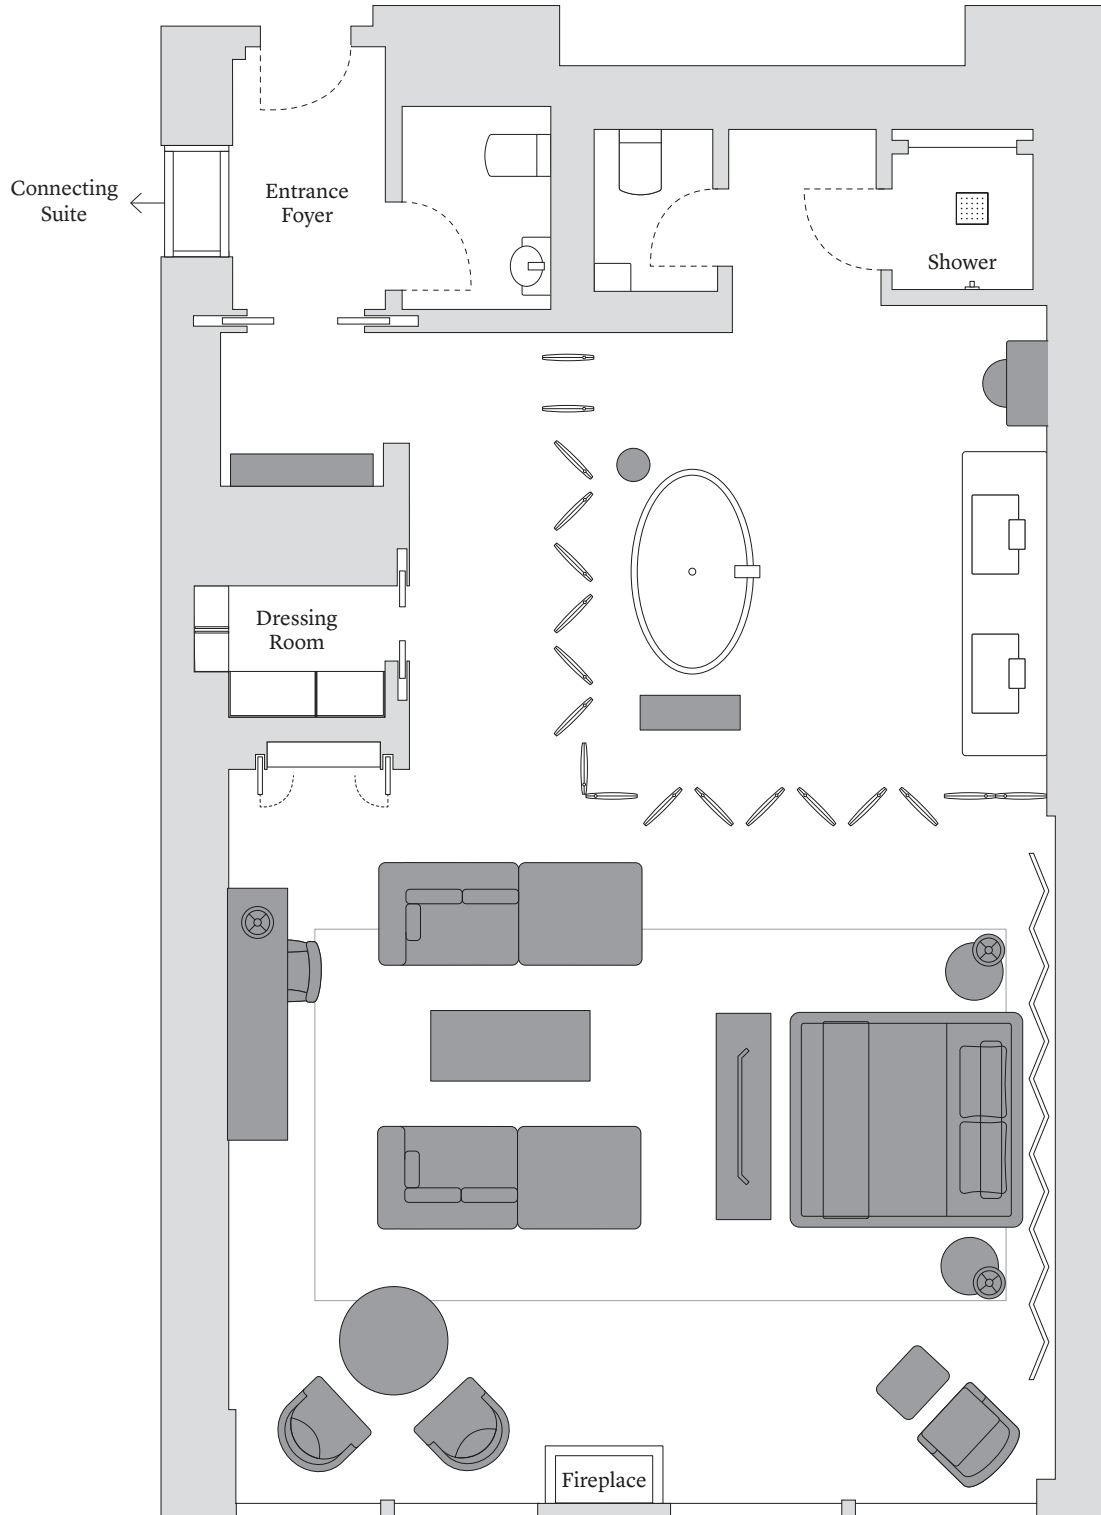 Connecting
Suite
Entrance
Foyer
Shower
Dressing
Room
Fireplace